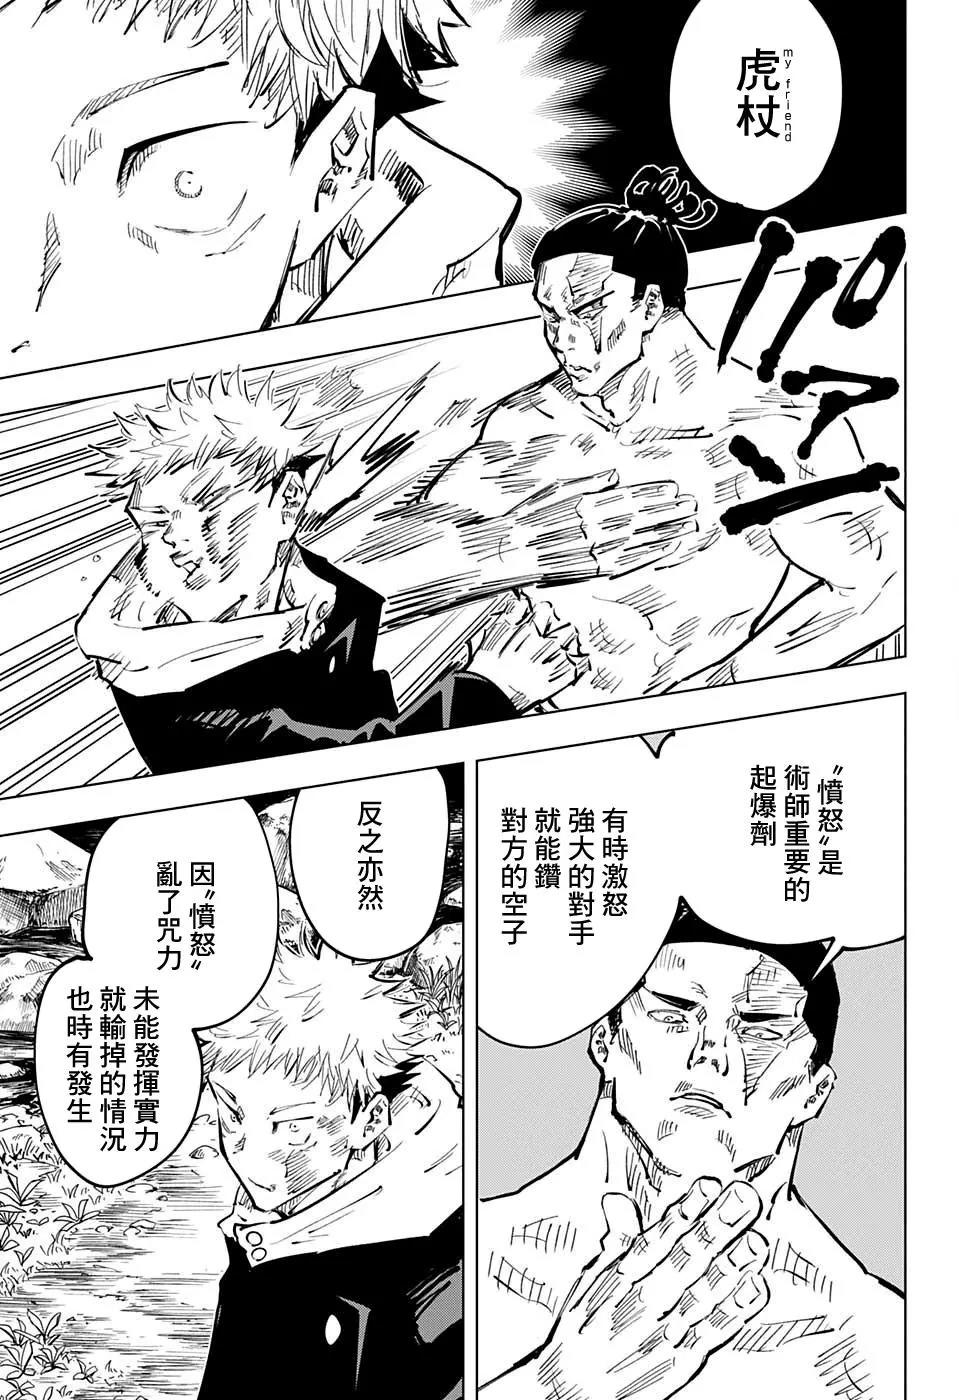 虎杖
my friend
パァン
〝憤怒〞是
術師重要的
起爆劑
有時激怒
強大的對手
就能鑽
對方的空子
反之亦然
因〝憤怒〞
亂了咒力
未能發揮實力
就輸掉的情況
也時有發生